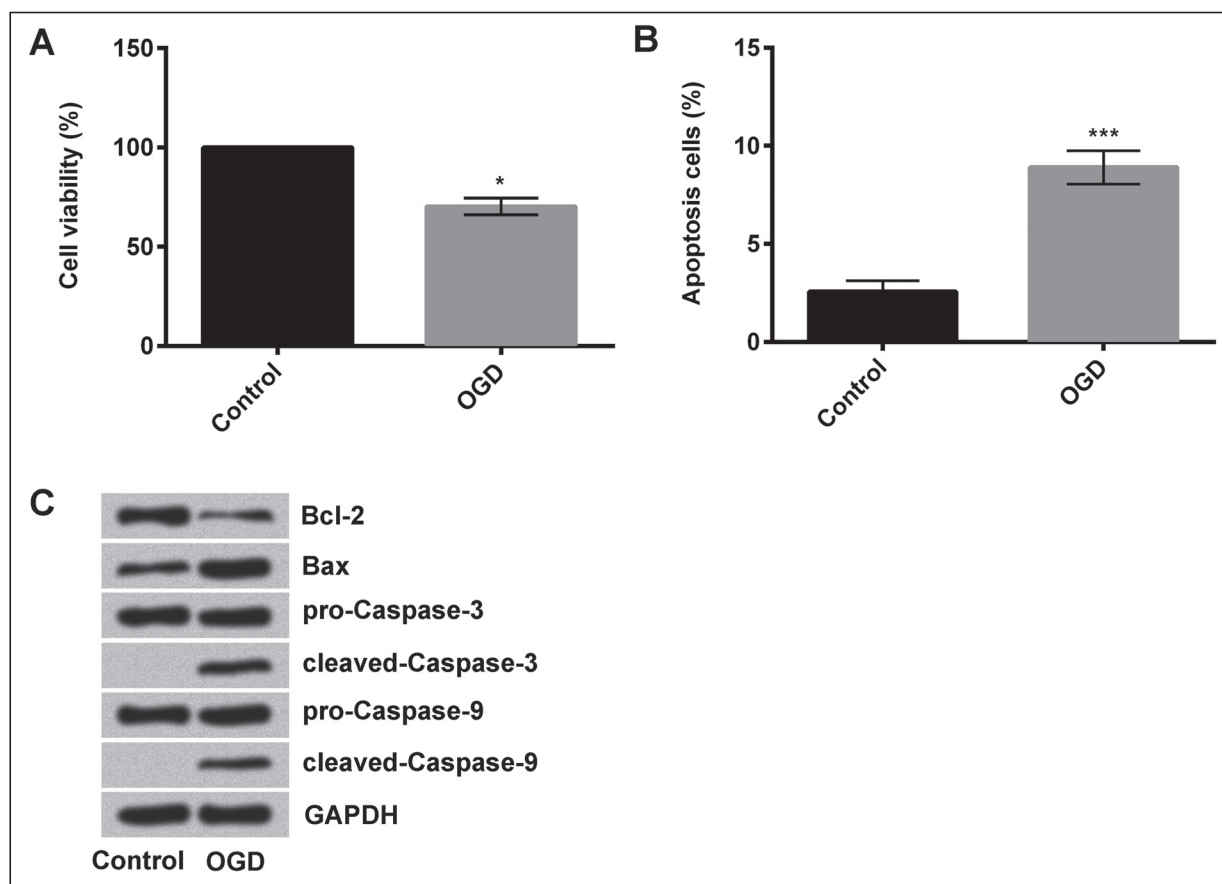 A
Cell viability (%)
150
100
50
0
*
Control
OGD
B
Apoptosis cells (%)
15
10
5
0
***
Control
OGD
C
Bcl-2
Bax
pro-Caspase-3
cleaved-Caspase-3
pro-Caspase-9
cleaved-Caspase-9
GAPDH
Control OGD